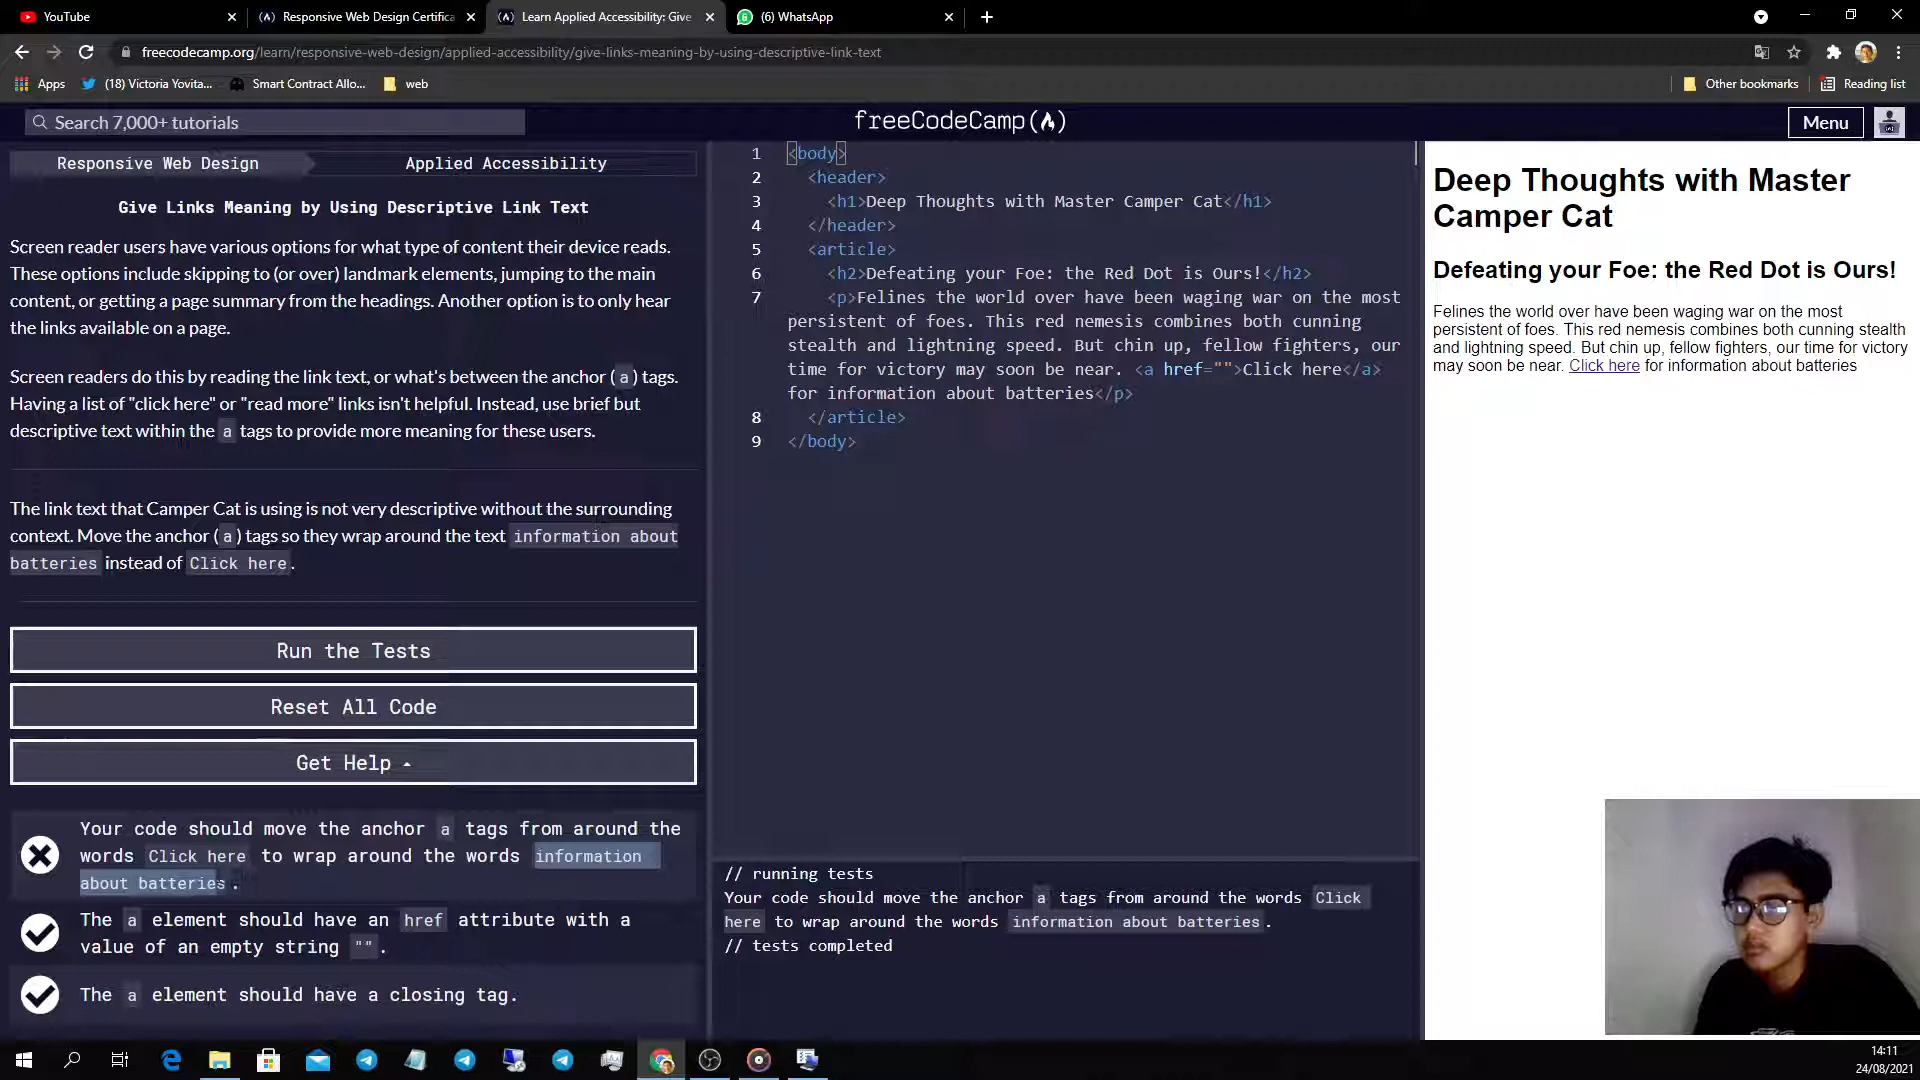 YouTube
Responsive Web Design Certifica
Learn Applied Accessibility: Give
(6) WhatsApp
freecodecamp.org/learn/responsive-web-design/applied-accessibility/give-links-meaning-by-using-descriptive-link-text
Apps
(18) Victoria Yovita...
Smart Contract Allo...
web
Other bookmarks
Reading list
Search 7,000+ tutorials
freeCodeCamp
Menu
Responsive Web Design
Applied Accessibility
Give Links Meaning by Using Descriptive Link Text
Screen reader users have various options for what type of content their device reads.
These options include skipping to (or over) landmark elements, jumping to the main
content, or getting a page summary from the headings. Another option is to only hear
the links available on a page.
Screen readers do this by reading the link text, or what's between the anchor (a) tags.
Having a list of "click here" or "read more" links isn't helpful. Instead, use brief but
descriptive text within the a tags to provide more meaning for these users.
The link text that Camper Cat is using is not very descriptive without the surrounding
context. Move the anchor (a) tags so they wrap around the text information about
batteries instead of Click here.
Run the Tests
Reset All Code
Get Help
Your code should move the anchor a tags from around the
words Click here to wrap around the words information
about batteries.
The a element should have an href attribute with a
value of an empty string "".
The a element should have a closing tag.
1 <body>
2 <header>
3 <h1>Deep Thoughts with Master Camper Cat</h1>
4 </header>
5 <article>
6 <h2>Defeating your Foe: the Red Dot is Ours!</h2>
7 <p>Felines the world over have been waging war on the most
persistent of foes. This red nemesis combines both cunning
stealth and lightning speed. But chin up, fellow fighters, our
time for victory may soon be near. <a href="">Click here</a>
for information about batteries</p>
8 </article>
9 </body>
// running tests
Your code should move the anchor a tags from around the words Click
here to wrap around the words information about batteries.
// tests completed
Deep Thoughts with Master
Camper Cat
Defeating your Foe: the Red Dot is Ours!
Felines the world over have been waging war on the most
persistent of foes. This red nemesis combines both cunning stealth
and lightning speed. But chin up, fellow fighters, our time for victory
may soon be near. Click here for information about batteries
14:11
24/08/2021